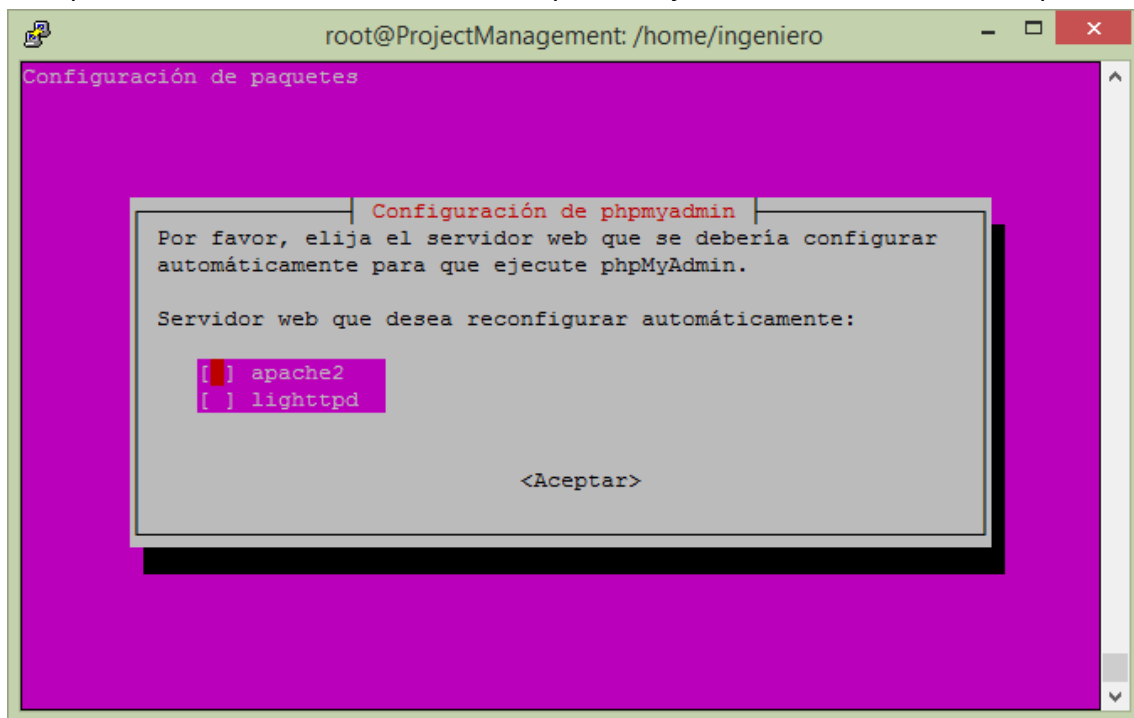 root@ProjectManagement: /home/ingeniero
Configuración de paquetes
Configuración de phpmyadmin
Por favor, elija el servidor web que se debería configurar
automáticamente para que ejecute phpMyAdmin.
Servidor web que desea reconfigurar automáticamente:
[ ] apache2
[ ] lighttpd
<Aceptar>